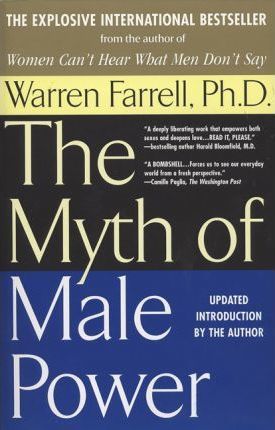 THE EXPLOSIVE INTERNATIONAL BESTSELLER
from the author of
Women Can't Hear What Men Don't Say
Warren Farrell, Ph.D.
The
"A deeply liberating work that empowers both
sexes and deepens love...READ IT, PLEASE."
—bestselling author Harold Bloomfield, M.D.
"A BOMBSHELL...Forces us to see our everyday
world from a fresh perspective."
—Camille Paglia, The Washington Post
Myth of
Male
UPDATED
INTRODUCTION
BY THE AUTHOR
Power